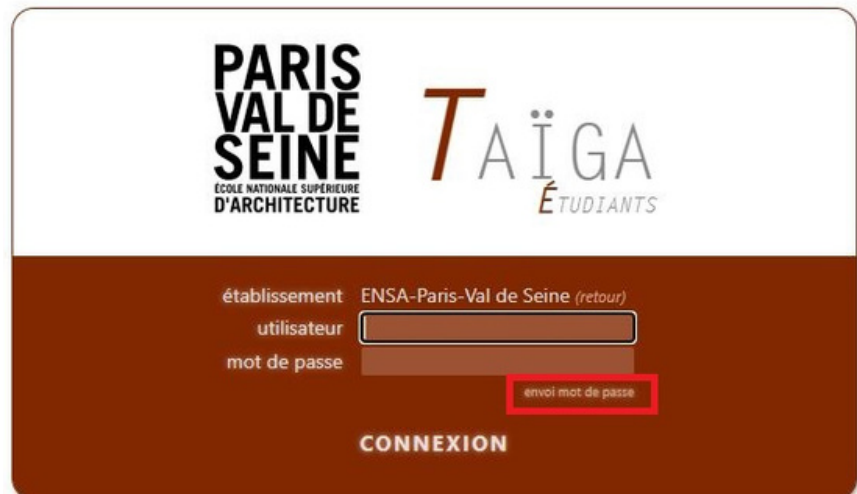 PARIS
VAL DE
SEINE
ÉCOLE NATIONALE SUPÉRIEURE
D'ARCHITECTURE
TAÏGA
ÉTUDIANTS
établissement ENSA-Paris-Val de Seine (retour)
utilisateur
mot de passe
envoi mot de passe
CONNEXION